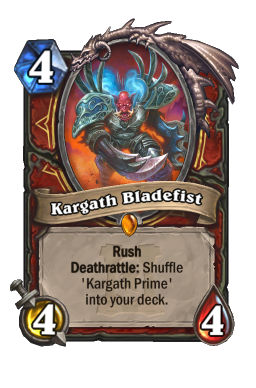 4
Kargath Bladefist
Rush
Deathrattle: Shuffle
'Kargath Prime'
into your deck.
4
4